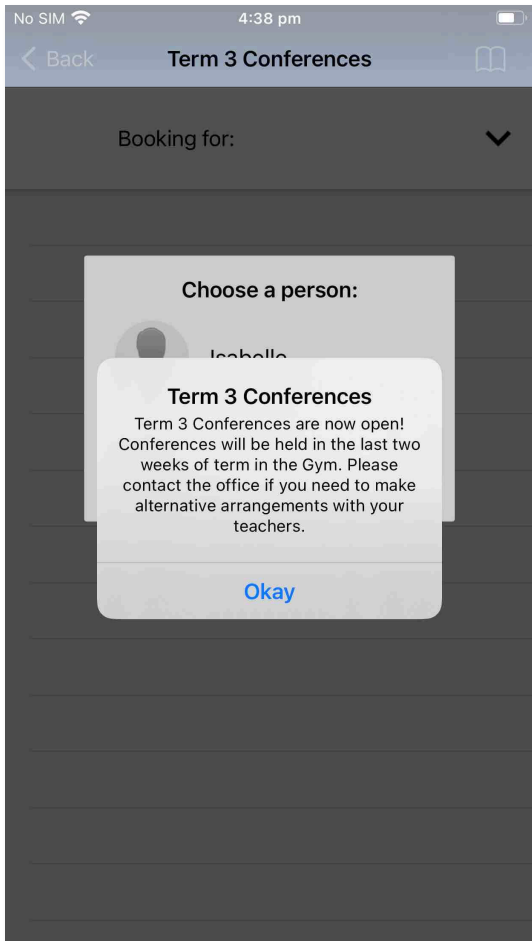 No SIM 4:38 pm
Back Term 3 Conferences
Booking for:
Choose a person:
Isabelle
Term 3 Conferences
Term 3 Conferences are now open!
Conferences will be held in the last two
weeks of term in the Gym. Please
contact the office if you need to make
alternative arrangements with your
teachers.
Okay